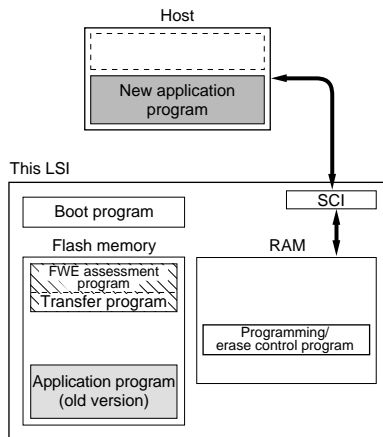 Host
New application
program
This LSI
SCI
Boot program
Flash memory
RAM
FWE assessment
program
Transfer program
Programming/
erase control program
Application program
(old version)